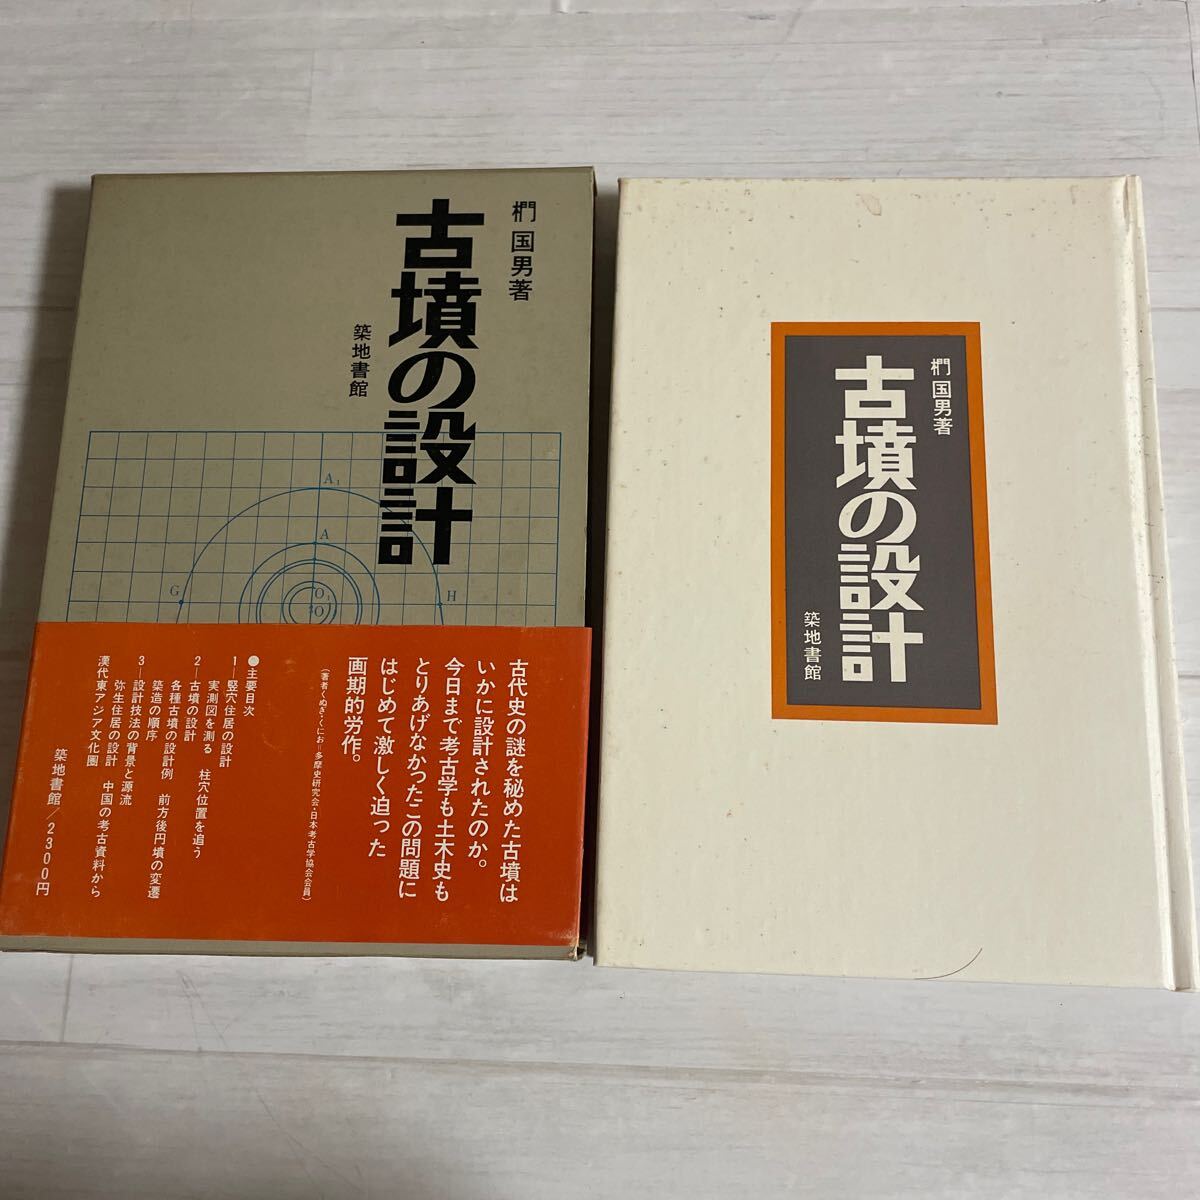 椚国男著
古墳の設計
築地書館
A1
A
G
O1
O
H
古代史の謎を秘めた古墳は
いかに設計されたのか。
今日まで考古学も土木史も
とりあげなかったこの問題に
はじめて激しく迫った
画期的労作。
（著者くぬぎ・くにお＝多摩史研究会・日本考古学協会会員）
●主要目次
1―竪穴住居の設計
実測図を測る　柱穴位置を追う
2―古墳の設計
各種古墳の設計例　前方後円墳の変遷
築造の順序
3―設計技法の背景と源流
弥生住居の設計　中国の考古資料から
漢代東アジア文化圏
築地書館／2300円
椚国男著
古墳の設計
築地書館